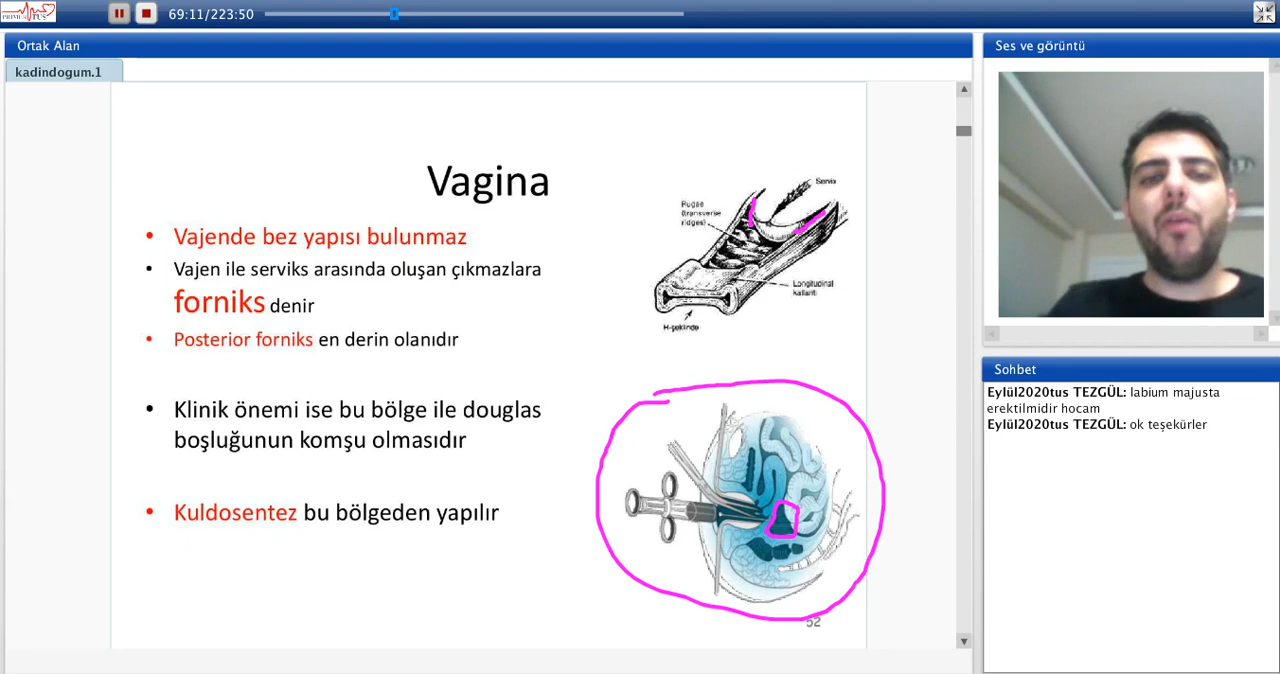 PREMIER TUS
69:11/223:50
Ortak Alan
kadindogum.1
Vagina
• Vajende bez yapısı bulunmaz
• Vajen ile serviks arasında oluşan çıkmazlara
forniks denir
• Posterior forniks en derin olanıdır
• Klinik önemi ise bu bölge ile douglas
boşluğunun komşu olmasıdır
• Kuldosentez bu bölgeden yapılır
Servix
Rugae
(transverse
ridges)
Longitudinal
H-şeklinde
52
Ses ve görüntü
Sohbet
Eylül2020tus TEZGÜL: labium majusta
erektilmidir hocam
Eylül2020tus TEZGÜL: ok teşekürler